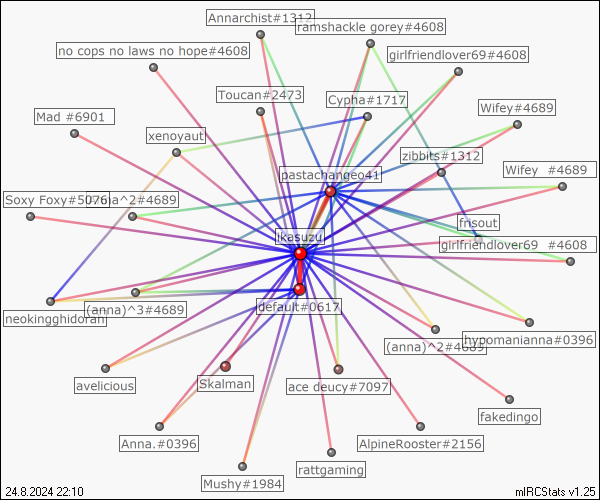 Annarchist#1312
ramshackle gorey#4608
no cops no laws no hope#4608
girlfriendlover69#4608
Toucan#2473
Cypha#1717
Wifey#4689
Mad #6901
xenoyaut
zibbits#1312
pastachangeo41
Wifey #4689
Soxy Foxy#5076
a^2#4689
frisout
ikasuzu
girlfriendlover69 #4608
default#0617
neokingghidorah
(anna)^3#4689
(anna)^2#4689
hypomanianna#0396
avelicious
Skalman
ace deucy#7097
fakedingo
Anna.#0396
AlpineRooster#2156
rattgaming
Mushy#1984
24.8.2024 22:10
mIRCStats v1.25